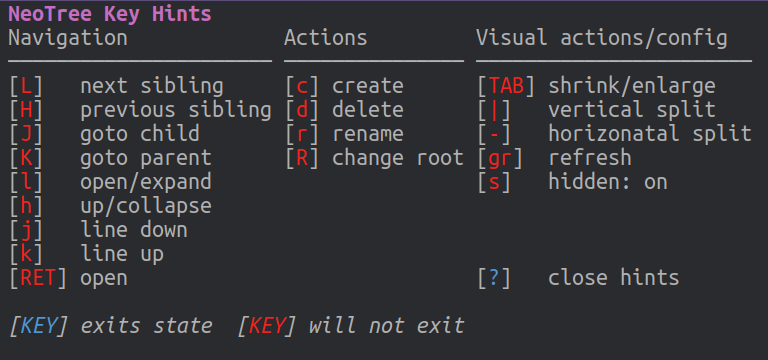 NeoTree Key Hints
Navigation Actions Visual actions/config
[L] next sibling [c] create [TAB] shrink/enlarge
[H] previous sibling [d] delete [|] vertical split
[J] goto child [r] rename [-] horizonatal split
[K] goto parent [R] change root [gr] refresh
[l] open/expand [s] hidden: on
[h] up/collapse
[j] line down
[k] line up
[RET] open [?] close hints
[KEY] exits state [KEY] will not exit